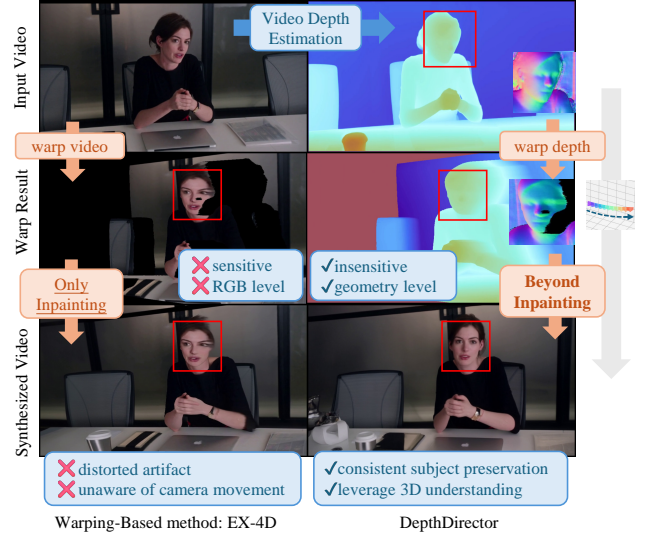 Input Video
Video Depth
Estimation
warp video
warp depth
Warp Result
❌ sensitive
❌ RGB level
✓insensitive
✓geometry level
Only
Inpainting
Beyond
Inpainting
Synthesized Video
❌ distorted artifact
❌ unaware of camera movement
✓consistent subject preservation
✓leverage 3D understanding
Warping-Based method: EX-4D
DepthDirector